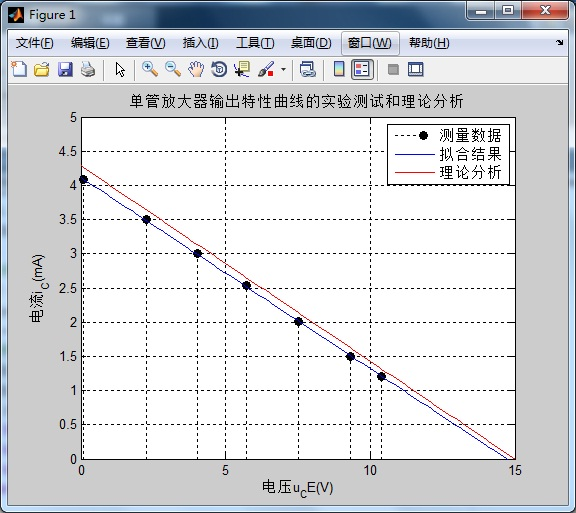 Figure 1
文件(F) 编辑(E) 查看(V) 插入(I) 工具(T) 桌面(D) 窗口(W) 帮助(H)
单管放大器输出特性曲线的实验测试和理论分析
测量数据
拟合结果
理论分析
5
4.5
4
3.5
3
2.5
2
1.5
1
0.5
0
电流iC(mA)
0 5 10 15
电压uCE(V)